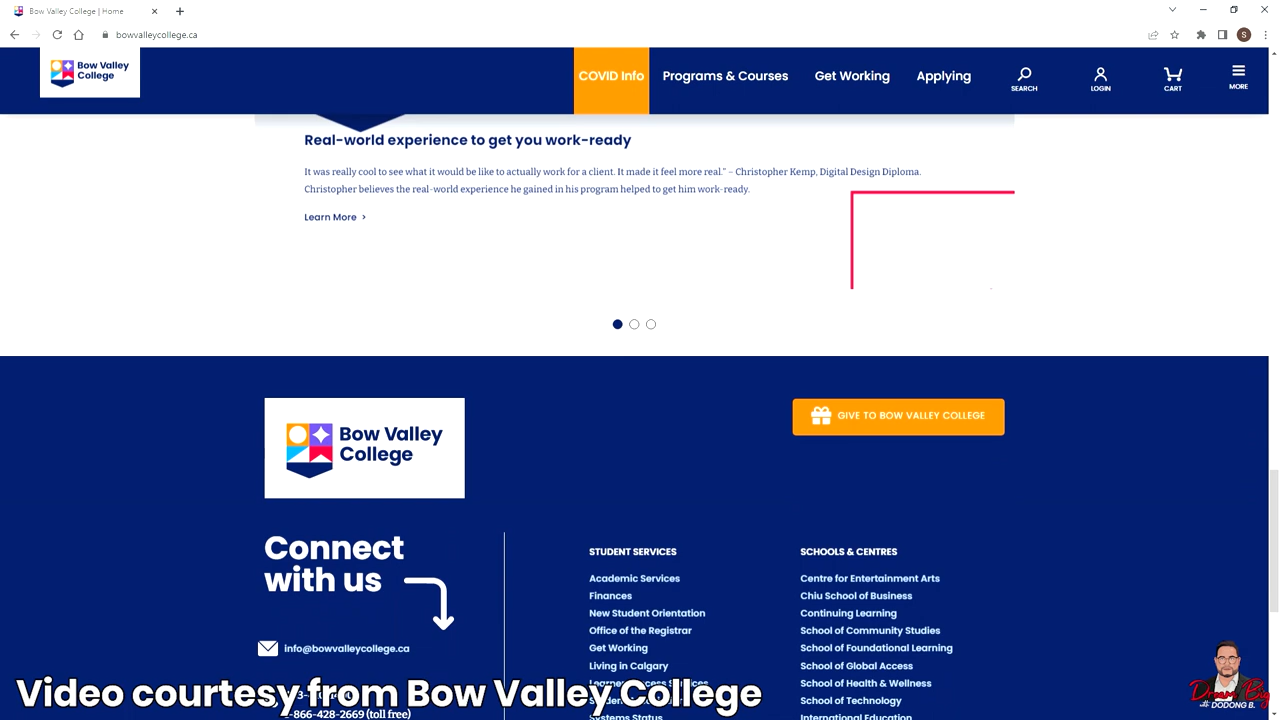 Bow Valley College | Home
bowvalleycollege.ca
S
Bow Valley
College
COVID Info
Programs & Courses
Get Working
Applying
SEARCH
LOGIN
CART
MORE
Real-world experience to get you work-ready
It was really cool to see what it would be like to actually work for a client. It made it feel more real." – Christopher Kemp, Digital Design Diploma.
Christopher believes the real-world experience he gained in his program helped to get him work-ready.
Learn More
Bow Valley
College
GIVE TO BOW VALLEY COLLEGE
Connect
with us
info@bowvalleycollege.ca
1-866-428-2669 (toll free)
STUDENT SERVICES
Academic Services
Finances
New Student Orientation
Office of the Registrar
Get Working
Living in Calgary
Systems Status
SCHOOLS & CENTRES
Centre for Entertainment Arts
Chiu School of Business
Continuing Learning
School of Community Studies
School of Foundational Learning
School of Global Access
School of Health & Wellness
School of Technology
International Education
Video courtesy from Bow Valley College
Dream Big
DODONG B.